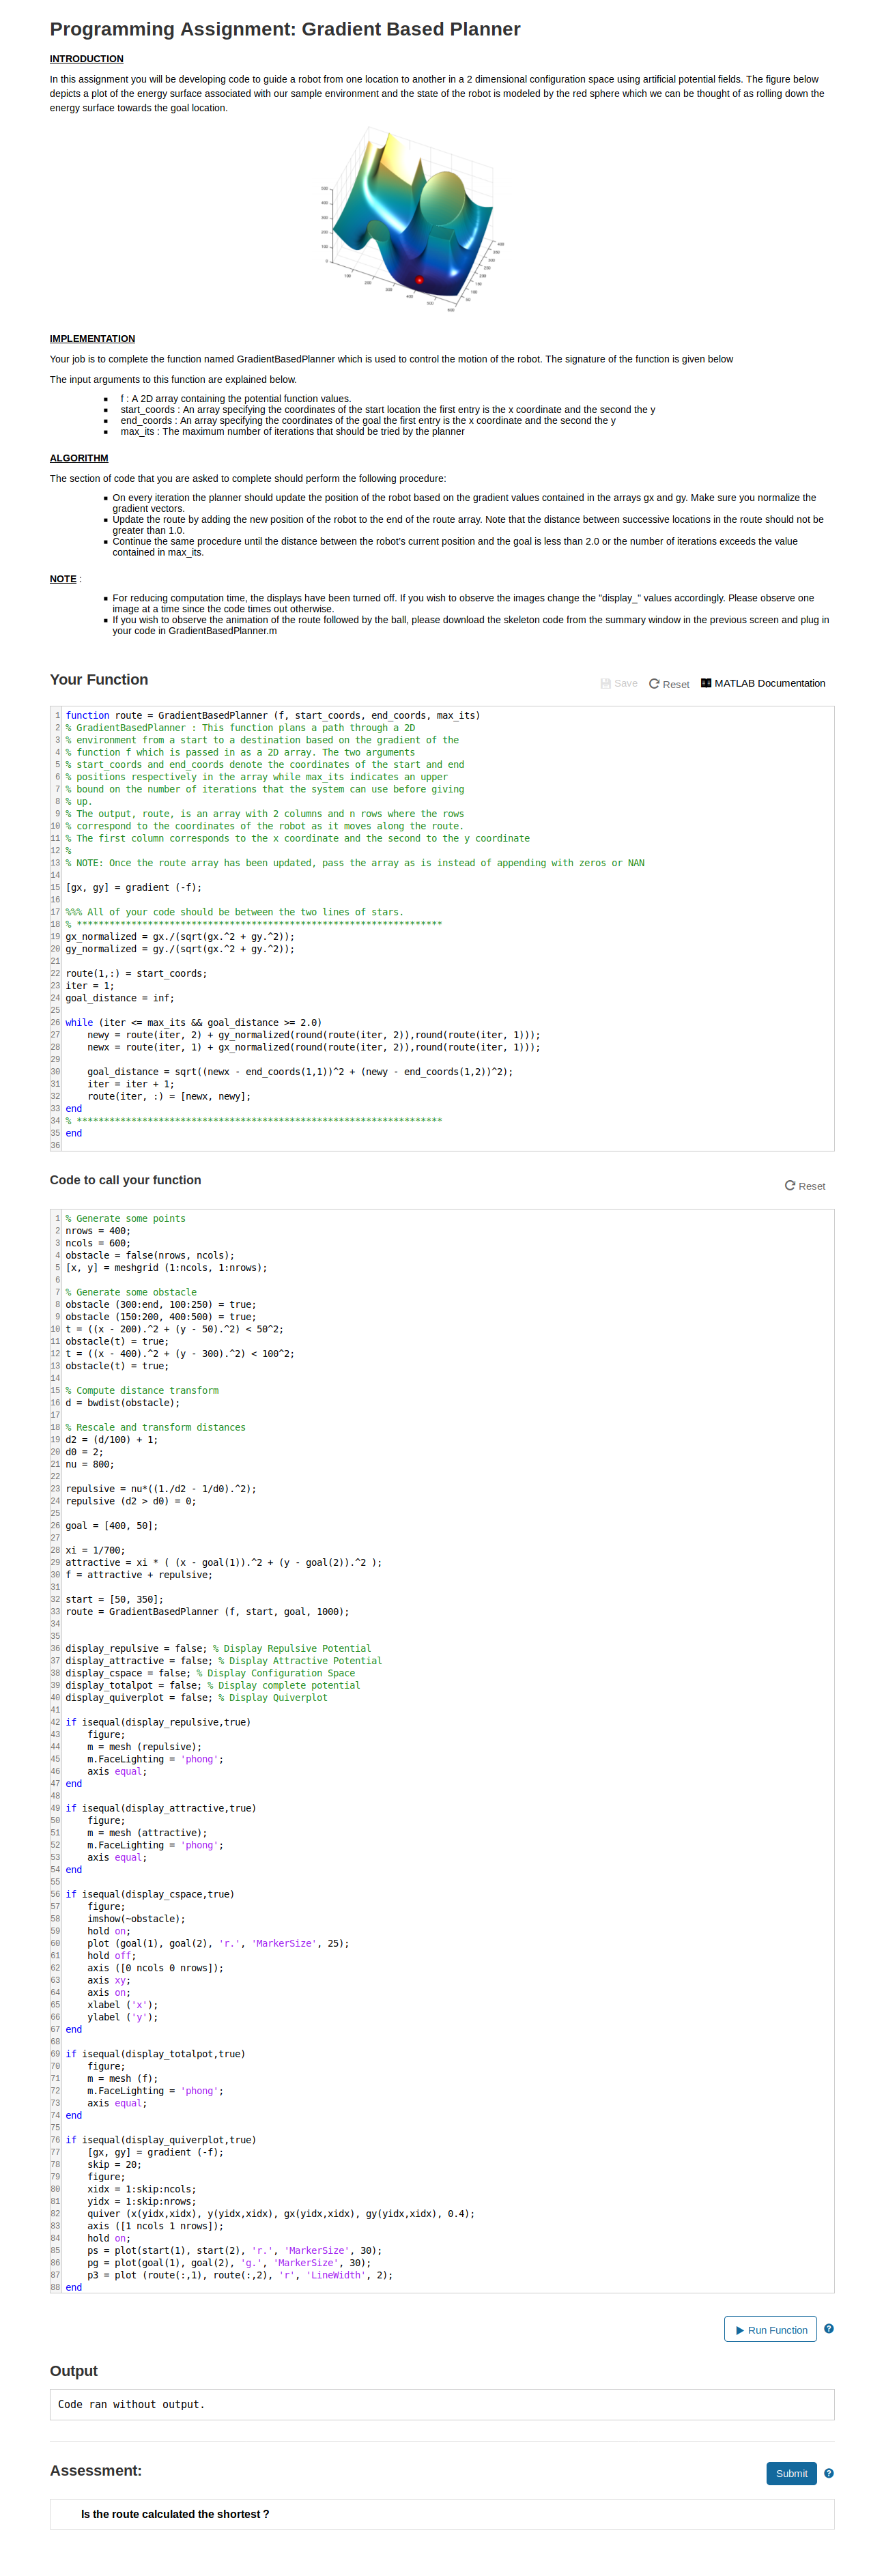 Programming Assignment: Gradient Based Planner
INTRODUCTION
In this assignment you will be developing code to guide a robot from one location to another in a 2 dimensional configuration space using artificial potential fields. The figure below
depicts a plot of the energy surface associated with our sample environment and the state of the robot is modeled by the red sphere which we can be thought of as rolling down the
energy surface towards the goal location.
IMPLEMENTATION
Your job is to complete the function named GradientBasedPlanner which is used to control the motion of the robot. The signature of the function is given below
The input arguments to this function are explained below.
▪ f : A 2D array containing the potential function values.
▪ start_coords : An array specifying the coordinates of the start location the first entry is the x coordinate and the second the y
▪ end_coords : An array specifying the coordinates of the goal the first entry is the x coordinate and the second the y
▪ max_its : The maximum number of iterations that should be tried by the planner
ALGORITHM
The section of code that you are asked to complete should perform the following procedure:
▪ On every iteration the planner should update the position of the robot based on the gradient values contained in the arrays gx and gy. Make sure you normalize the
gradient vectors.
▪ Update the route by adding the new position of the robot to the end of the route array. Note that the distance between successive locations in the route should not be
greater than 1.0.
▪ Continue the same procedure until the distance between the robot's current position and the goal is less than 2.0 or the number of iterations exceeds the value
contained in max_its.
NOTE :
▪ For reducing computation time, the displays have been turned off. If you wish to observe the images change the "display_" values accordingly. Please observe one
image at a time since the code times out otherwise.
▪ If you wish to observe the animation of the route followed by the ball, please download the skeleton code from the summary window in the previous screen and plug in
your code in GradientBasedPlanner.m
Your Function
Save Reset MATLAB Documentation
1 function route = GradientBasedPlanner (f, start_coords, end_coords, max_its)
2 % GradientBasedPlanner : This function plans a path through a 2D
3 % environment from a start to a destination based on the gradient of the
4 % function f which is passed in as a 2D array. The two arguments
5 % start_coords and end_coords denote the coordinates of the start and end
6 % positions respectively in the array while max_its indicates an upper
7 % bound on the number of iterations that the system can use before giving
8 % up.
9 % The output, route, is an array with 2 columns and n rows where the rows
10 % correspond to the coordinates of the robot as it moves along the route.
11 % The first column corresponds to the x coordinate and the second to the y coordinate
12 %
13 % NOTE: Once the route array has been updated, pass the array as is instead of appending with zeros or NAN
14
15 [gx, gy] = gradient (-f);
16
17 %%% All of your code should be between the two lines of stars.
18 % *******************************************************************
19 gx_normalized = gx./(sqrt(gx.^2 + gy.^2));
20 gy_normalized = gy./(sqrt(gx.^2 + gy.^2));
21
22 route(1,:) = start_coords;
23 iter = 1;
24 goal_distance = inf;
25
26 while (iter <= max_its && goal_distance >= 2.0)
27 newy = route(iter, 2) + gy_normalized(round(route(iter, 2)),round(route(iter, 1)));
28 newx = route(iter, 1) + gx_normalized(round(route(iter, 2)),round(route(iter, 1)));
29
30 goal_distance = sqrt((newx - end_coords(1,1))^2 + (newy - end_coords(1,2))^2);
31 iter = iter + 1;
32 route(iter, :) = [newx, newy];
33 end
34 % *******************************************************************
35 end
36
Code to call your function
Reset
1 % Generate some points
2 nrows = 400;
3 ncols = 600;
4 obstacle = false(nrows, ncols);
5 [x, y] = meshgrid (1:ncols, 1:nrows);
6
7 % Generate some obstacle
8 obstacle (300:end, 100:250) = true;
9 obstacle (150:200, 400:500) = true;
10 t = ((x - 200).^2 + (y - 50).^2) < 50^2;
11 obstacle(t) = true;
12 t = ((x - 400).^2 + (y - 300).^2) < 100^2;
13 obstacle(t) = true;
14
15 % Compute distance transform
16 d = bwdist(obstacle);
17
18 % Rescale and transform distances
19 d2 = (d/100) + 1;
20 d0 = 2;
21 nu = 800;
22
23 repulsive = nu*((1./d2 - 1/d0).^2);
24 repulsive (d2 > d0) = 0;
25
26 goal = [400, 50];
27
28 xi = 1/700;
29 attractive = xi * ( (x - goal(1)).^2 + (y - goal(2)).^2 );
30 f = attractive + repulsive;
31
32 start = [50, 350];
33 route = GradientBasedPlanner (f, start, goal, 1000);
34
35
36 display_repulsive = false; % Display Repulsive Potential
37 display_attractive = false; % Display Attractive Potential
38 display_cspace = false; % Display Configuration Space
39 display_totalpot = false; % Display complete potential
40 display_quiverplot = false; % Display Quiverplot
41
42 if isequal(display_repulsive,true)
43 figure;
44 m = mesh (repulsive);
45 m.FaceLighting = 'phong';
46 axis equal;
47 end
48
49 if isequal(display_attractive,true)
50 figure;
51 m = mesh (attractive);
52 m.FaceLighting = 'phong';
53 axis equal;
54 end
55
56 if isequal(display_cspace,true)
57 figure;
58 imshow(~obstacle);
59 hold on;
60 plot (goal(1), goal(2), 'r.', 'MarkerSize', 25);
61 hold off;
62 axis ([0 ncols 0 nrows]);
63 axis xy;
64 axis on;
65 xlabel ('x');
66 ylabel ('y');
67 end
68
69 if isequal(display_totalpot,true)
70 figure;
71 m = mesh (f);
72 m.FaceLighting = 'phong';
73 axis equal;
74 end
75
76 if isequal(display_quiverplot,true)
77 [gx, gy] = gradient (-f);
78 skip = 20;
79 figure;
80 xidx = 1:skip:ncols;
81 yidx = 1:skip:nrows;
82 quiver (x(yidx,xidx), y(yidx,xidx), gx(yidx,xidx), gy(yidx,xidx), 0.4);
83 axis ([1 ncols 1 nrows]);
84 hold on;
85 ps = plot(start(1), start(2), 'r.', 'MarkerSize', 30);
86 pg = plot(goal(1), goal(2), 'g.', 'MarkerSize', 30);
87 p3 = plot (route(:,1), route(:,2), 'r', 'LineWidth', 2);
88 end
Run Function ?
Output
Code ran without output.
Assessment:
Submit ?
Is the route calculated the shortest ?